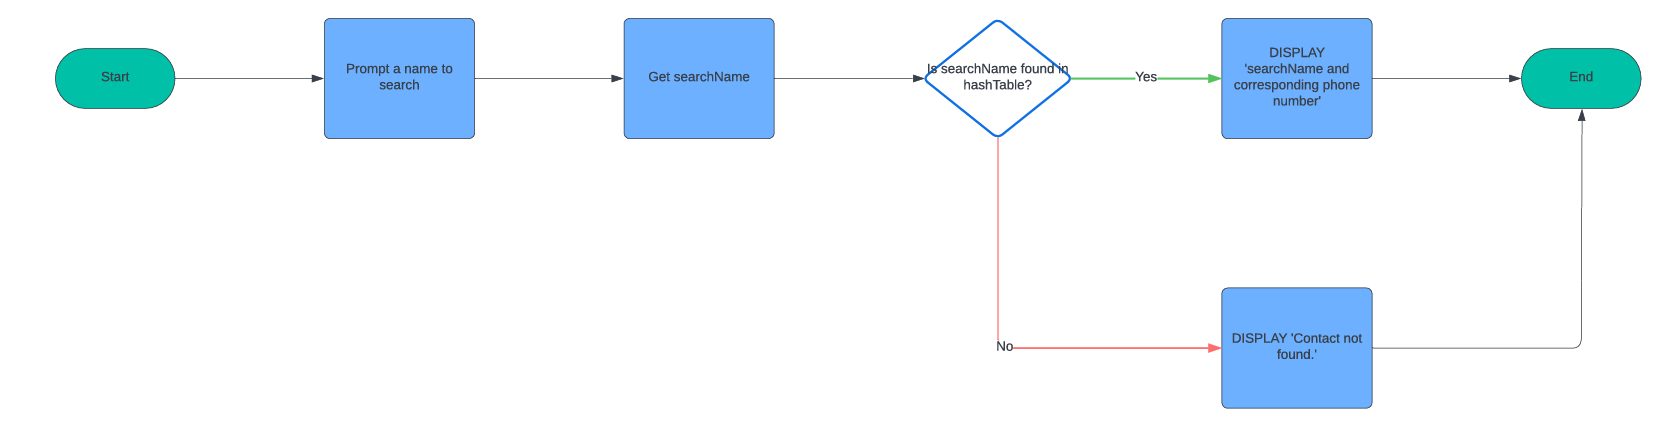 Start
Prompt a name to
search
Get searchName
Is searchName found in
hashTable?
Yes
DISPLAY
'searchName and
corresponding phone
number'
End
No
DISPLAY 'Contact not
found.'